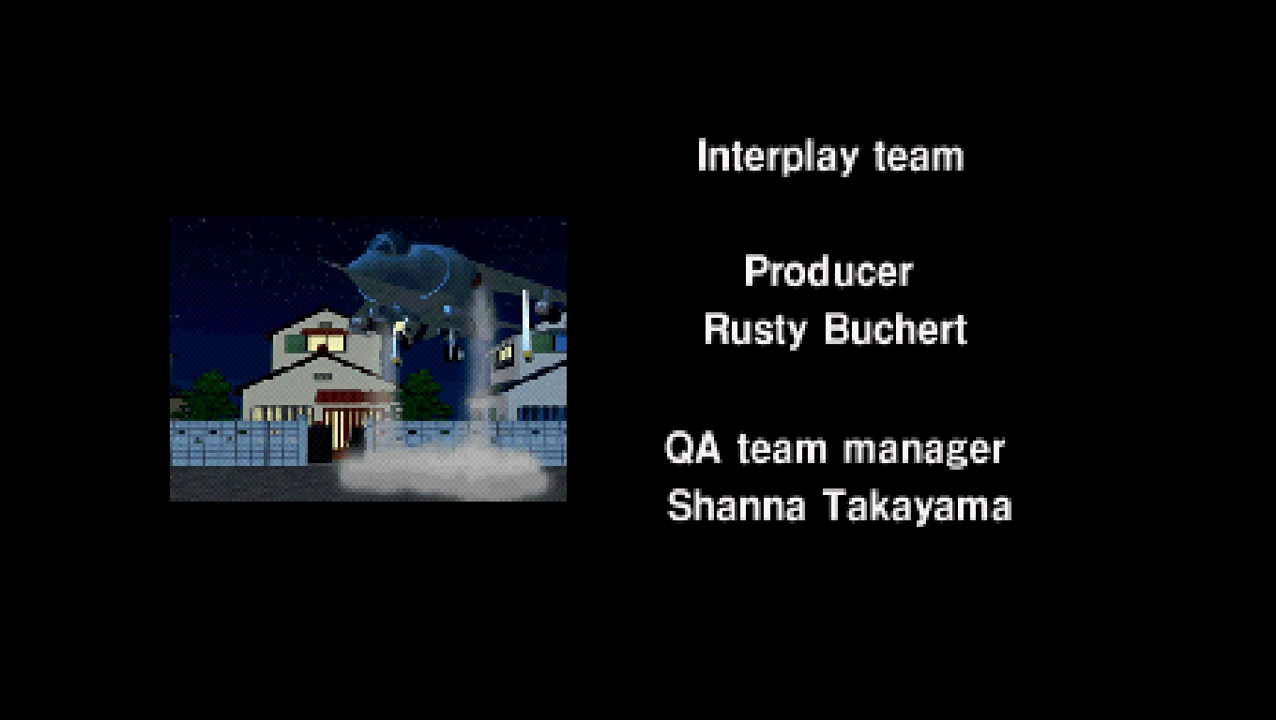 Interplay team
Producer
Rusty Buchert
QA team manager
Shanna Takayama